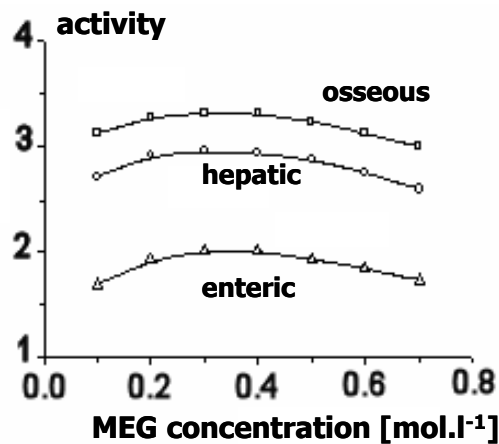 activity
4
osseous
3
hepatic
2
enteric
1
0.0 0.2 0.4 0.6 0.8
MEG concentration [mol.l-1]